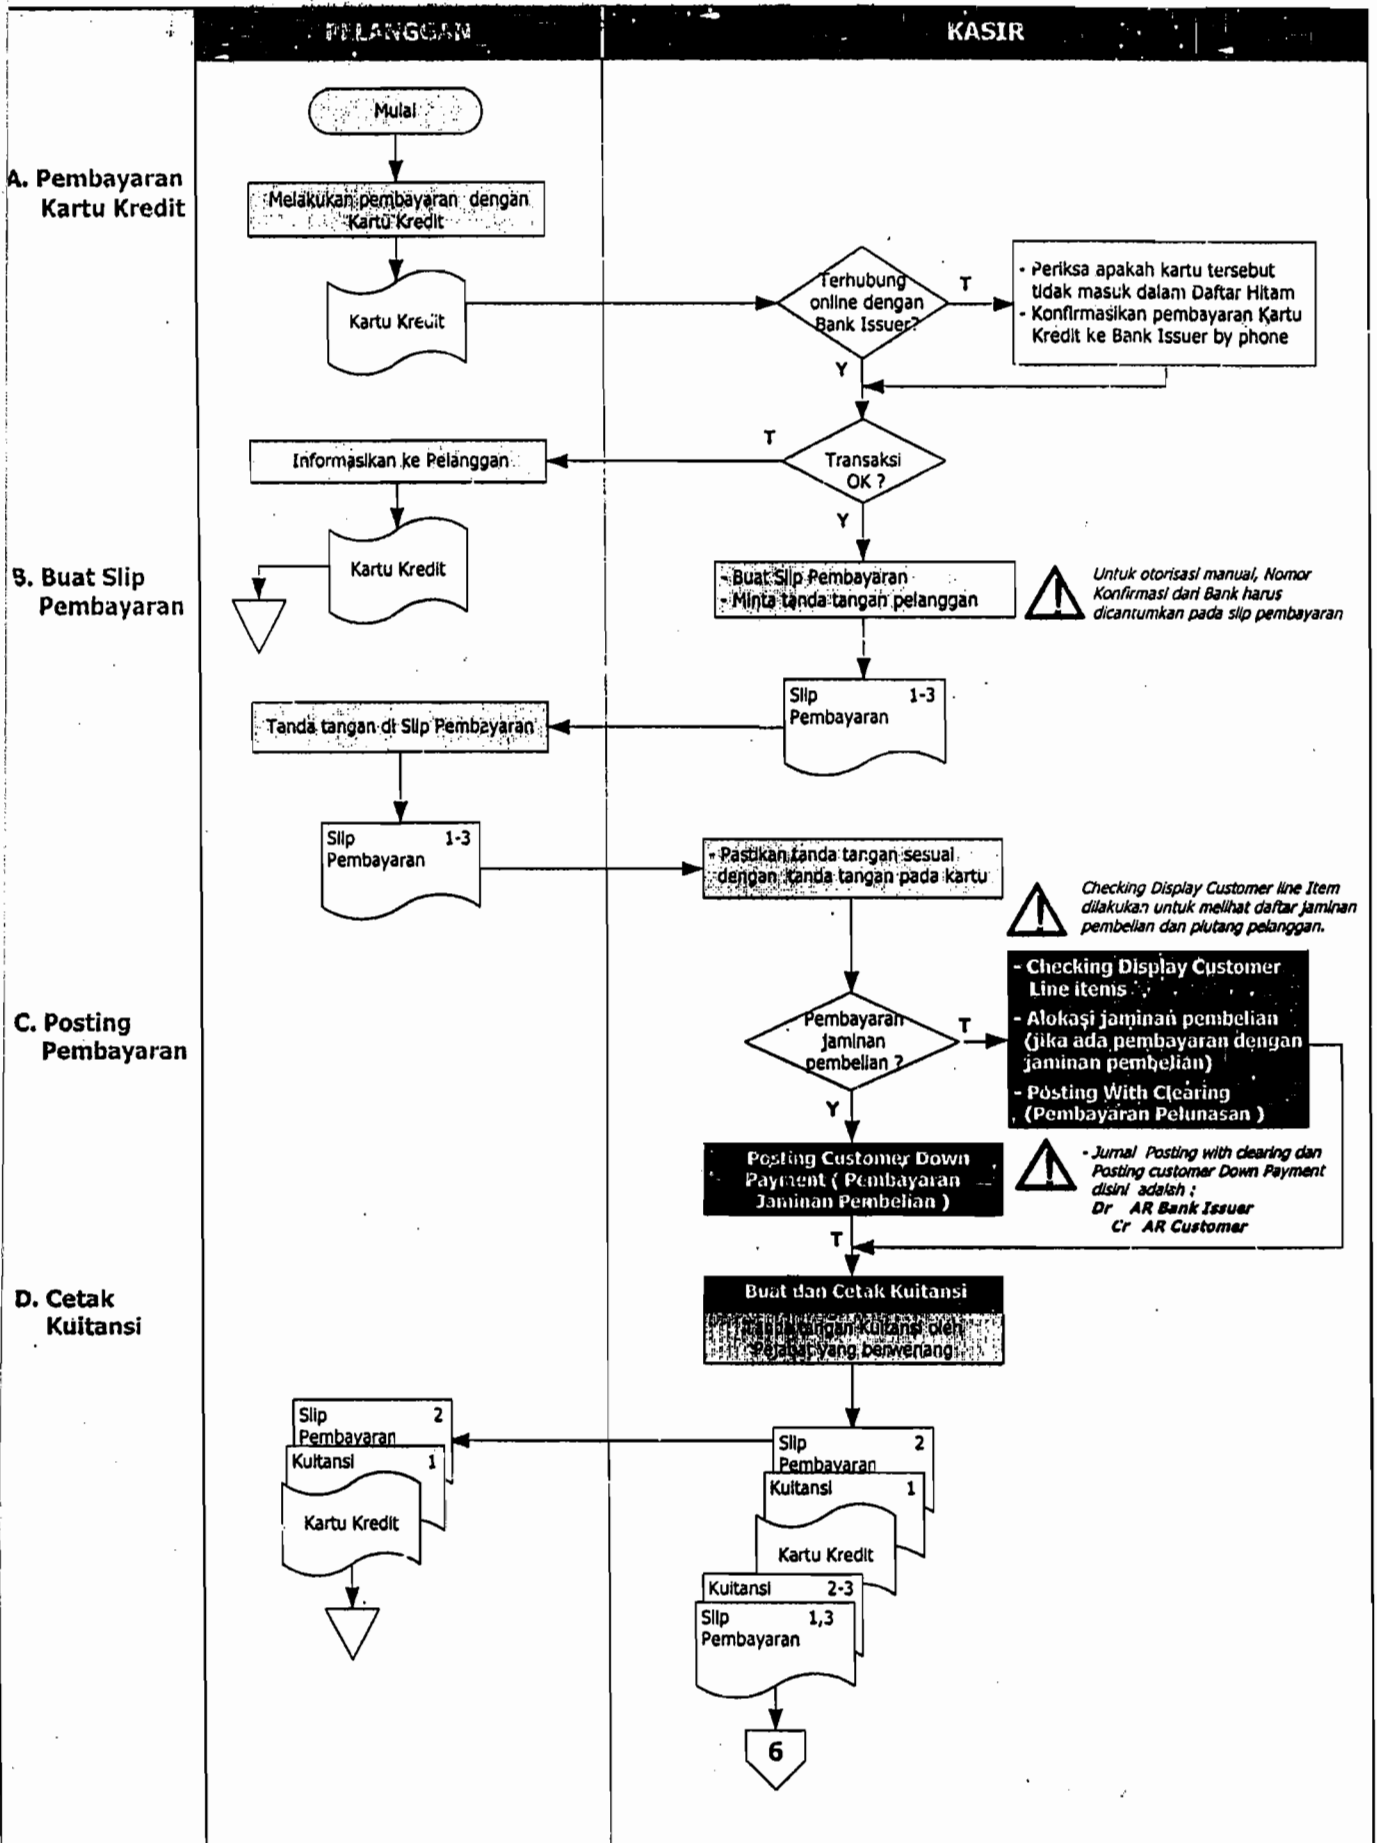 PELANGGAN
KASIR
Mulai
A. Pembayaran
Kartu Kredit
Melakukan pembayaran dengan
Kartu Kredit
Kartu Kredit
Terhubung
online dengan
Bank Issuer?
T
- Periksa apakah kartu tersebut
tidak masuk dalam Daftar Hitam
- Konfirmasikan pembayaran Kartu
Kredit ke Bank Issuer by phone
Y
T
Informasikan ke Pelanggan
Transaksi
OK ?
Y
Kartu Kredit
B. Buat Slip
Pembayaran
- Buat Slip Pembayaran
- Minta tanda tangan pelanggan
Untuk otorisasi manual, Nomor
Konfirmasi dari Bank harus
dicantumkan pada slip pembayaran
Slip 1-3
Pembayaran
Tanda tangan di Slip Pembayaran
Slip 1-3
Pembayaran
- Pastikan tanda tangan sesuai
dengan tanda tangan pada kartu
Checking Display Customer line Item
dilakukan untuk melihat daftar jaminan
pembelian dan piutang pelanggan.
C. Posting
Pembayaran
Pembayaran
jaminan
pembelian ?
T
- Checking Display Customer
Line items
- Alokasi jaminan pembelian
(jika ada pembayaran dengan
jaminan pembelian)
- Posting With Clearing
(Pembayaran Pelunasan )
Y
Posting Customer Down
Payment ( Pembayaran
Jaminan Pembelian )
- Jurnal Posting with clearing dan
Posting customer Down Payment
disini adalah :
Dr AR Bank Issuer
Cr AR Customer
T
D. Cetak
Kuitansi
Buat dan Cetak Kuitansi
Tanda tangan Kuitansi oleh
Pejabat yang berwenang
Slip 2
Pembayaran
Kuitansi 1
Kartu Kredit
Slip 2
Pembayaran
Kuitansi 1
Kartu Kredit
Kuitansi 2-3
Slip 1,3
Pembayaran
6